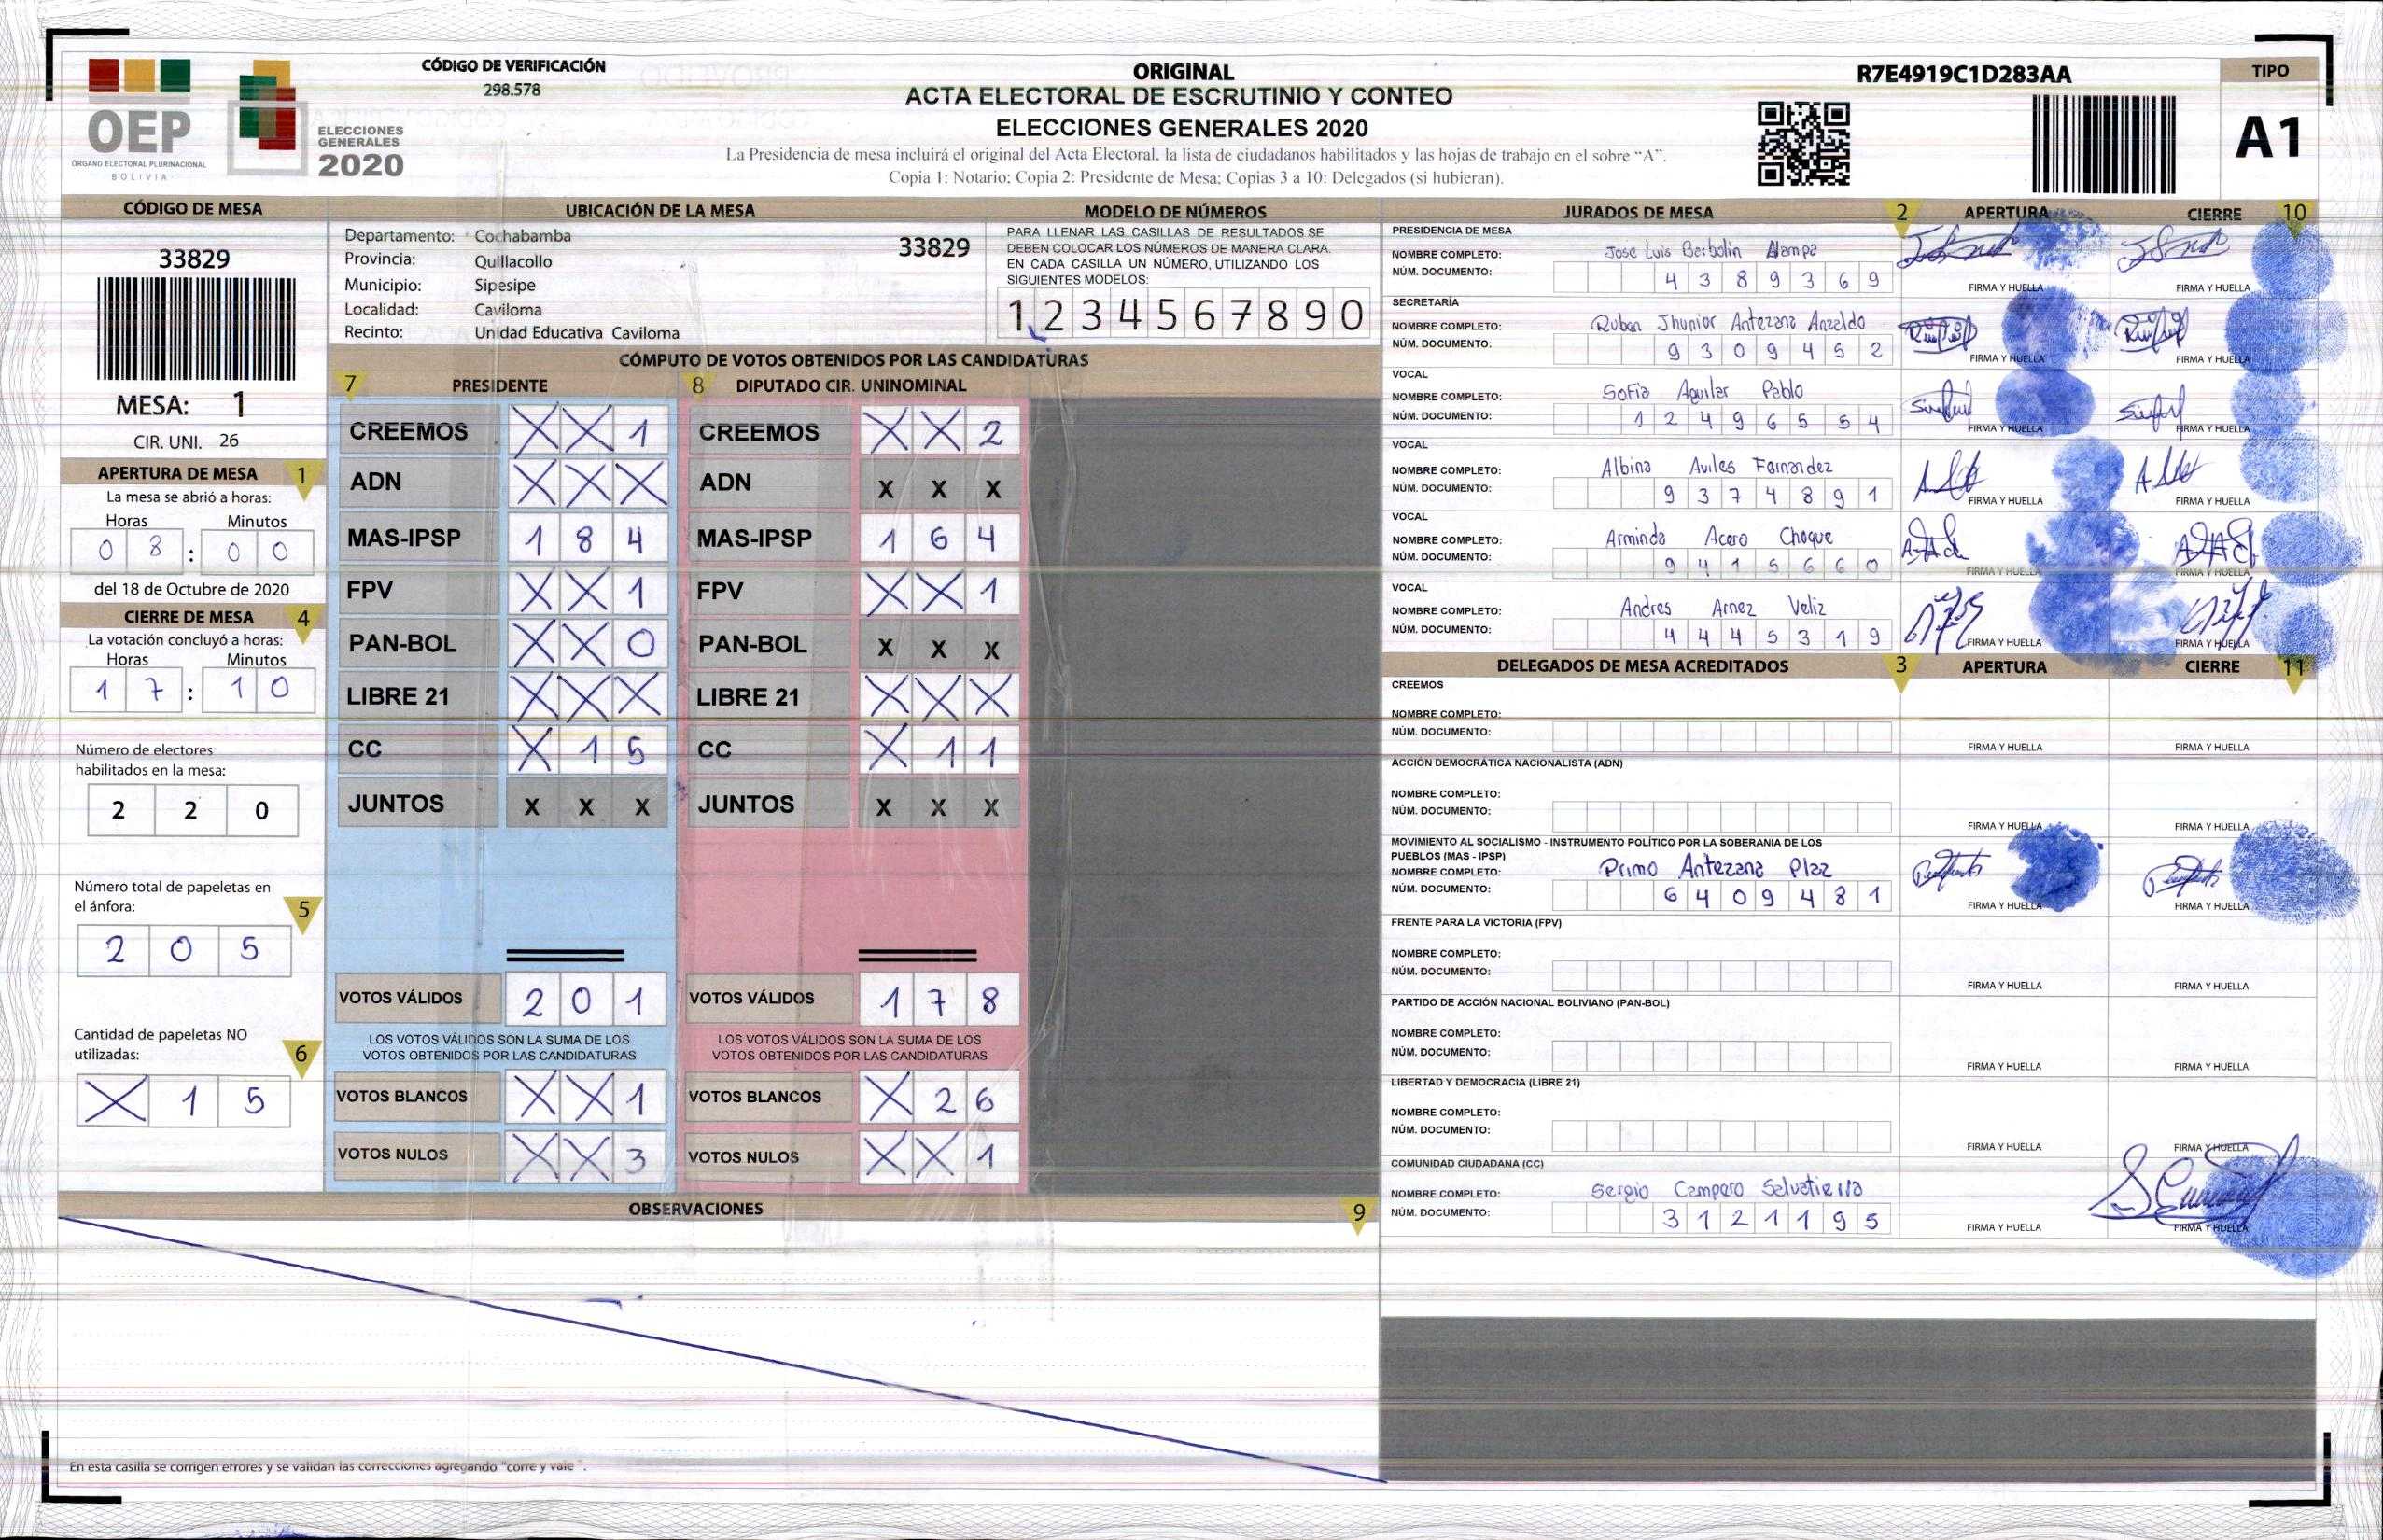 CÓDIGO DE VERIFICACIÓN
298.578
OEP
ÓRGANO ELECTORAL PLURINACIONAL
BOLIVIA
ELECCIONES
GENERALES
2020
ORIGINAL
ACTA ELECTORAL DE ESCRUTINIO Y CONTEO
ELECCIONES GENERALES 2020
La Presidencia de mesa incluirá el original del Acta Electoral, la lista de ciudadanos habilitados y las hojas de trabajo en el sobre “A”.
Copia 1: Notario; Copia 2: Presidente de Mesa; Copias 3 a 10: Delegados (si hubieran).
R7E4919C1D283AA
TIPO
A1
CÓDIGO DE MESA
33829
MESA: 1
CIR. UNI. 26
APERTURA DE MESA 1
La mesa se abrió a horas:
Horas Minutos
0 8 : 0 0
del 18 de Octubre de 2020
CIERRE DE MESA 4
La votación concluyó a horas:
Horas Minutos
1 7 : 1 0
Número de electores
habilitados en la mesa:
2 2 0
Número total de papeletas en
el ánfora: 5
2 0 5
Cantidad de papeletas NO
utilizadas: 6
X 1 5
UBICACIÓN DE LA MESA
Departamento: Cochabamba
33829
Provincia: Quillacollo
Municipio: Sipesipe
Localidad: Caviloma
Recinto: Unidad Educativa Caviloma
MODELO DE NÚMEROS
PARA LLENAR LAS CASILLAS DE RESULTADOS SE
DEBEN COLOCAR LOS NÚMEROS DE MANERA CLARA.
EN CADA CASILLA UN NÚMERO, UTILIZANDO LOS
SIGUIENTES MODELOS:
1 2 3 4 5 6 7 8 9 0
CÓMPUTO DE VOTOS OBTENIDOS POR LAS CANDIDATURAS
7 PRESIDENTE 8 DIPUTADO CIR. UNINOMINAL
CREEMOS X X 1 CREEMOS X X 2
ADN X X X ADN X X X
MAS-IPSP 1 8 4 MAS-IPSP 1 6 4
FPV X X 1 FPV X X 1
PAN-BOL X X 0 PAN-BOL X X X
LIBRE 21 X X X LIBRE 21 X X X
CC X 1 5 CC X 1 1
JUNTOS X X X JUNTOS X X X
VOTOS VÁLIDOS 2 0 1 VOTOS VÁLIDOS 1 7 8
LOS VOTOS VÁLIDOS SON LA SUMA DE LOS LOS VOTOS VÁLIDOS SON LA SUMA DE LOS
VOTOS OBTENIDOS POR LAS CANDIDATURAS VOTOS OBTENIDOS POR LAS CANDIDATURAS
VOTOS BLANCOS X X 1 VOTOS BLANCOS X 2 6
VOTOS NULOS X X 3 VOTOS NULOS X X 1
OBSERVACIONES 9
En esta casilla se corrigen errores y se validan las correcciones agregando "corre y vale".
JURADOS DE MESA 2 APERTURA CIERRE 10
PRESIDENCIA DE MESA
NOMBRE COMPLETO: Jose Luis Barbolin Alampa
NÚM. DOCUMENTO: 4 3 8 9 3 6 9
FIRMA Y HUELLA FIRMA Y HUELLA
SECRETARÍA
NOMBRE COMPLETO: Ruban Jhunior Antezana Anzaldo
NÚM. DOCUMENTO: 9 3 0 9 4 5 2
FIRMA Y HUELLA FIRMA Y HUELLA
VOCAL
NOMBRE COMPLETO: Sofia Aguilar Pablo
NÚM. DOCUMENTO: 1 2 4 9 6 5 5 4
FIRMA Y HUELLA FIRMA Y HUELLA
VOCAL
NOMBRE COMPLETO: Albina Aviles Fernandez
NÚM. DOCUMENTO: 9 3 7 4 8 9 1
FIRMA Y HUELLA FIRMA Y HUELLA
VOCAL
NOMBRE COMPLETO: Arminda Acero Choque
NÚM. DOCUMENTO: 9 4 1 5 6 6 0
FIRMA Y HUELLA FIRMA Y HUELLA
VOCAL
NOMBRE COMPLETO: Andres Arnez Veliz
NÚM. DOCUMENTO: 4 4 4 5 3 1 9
FIRMA Y HUELLA FIRMA Y HUELLA
DELEGADOS DE MESA ACREDITADOS 3 APERTURA CIERRE 11
CREEMOS
NOMBRE COMPLETO:
NÚM. DOCUMENTO:
FIRMA Y HUELLA FIRMA Y HUELLA
ACCIÓN DEMOCRÁTICA NACIONALISTA (ADN)
NOMBRE COMPLETO:
NÚM. DOCUMENTO:
FIRMA Y HUELLA FIRMA Y HUELLA
MOVIMIENTO AL SOCIALISMO - INSTRUMENTO POLÍTICO POR LA SOBERANIA DE LOS
PUEBLOS (MAS - IPSP)
NOMBRE COMPLETO: Primo Antezana Plaz
NÚM. DOCUMENTO: 6 4 0 9 4 8 1
FIRMA Y HUELLA FIRMA Y HUELLA
FRENTE PARA LA VICTORIA (FPV)
NOMBRE COMPLETO:
NÚM. DOCUMENTO:
FIRMA Y HUELLA FIRMA Y HUELLA
PARTIDO DE ACCIÓN NACIONAL BOLIVIANO (PAN-BOL)
NOMBRE COMPLETO:
NÚM. DOCUMENTO:
FIRMA Y HUELLA FIRMA Y HUELLA
LIBERTAD Y DEMOCRACIA (LIBRE 21)
NOMBRE COMPLETO:
NÚM. DOCUMENTO:
FIRMA Y HUELLA FIRMA Y HUELLA
COMUNIDAD CIUDADANA (CC)
NOMBRE COMPLETO: Sergio Campero Salvatierra
NÚM. DOCUMENTO: 3 1 2 1 1 9 5
FIRMA Y HUELLA FIRMA Y HUELLA